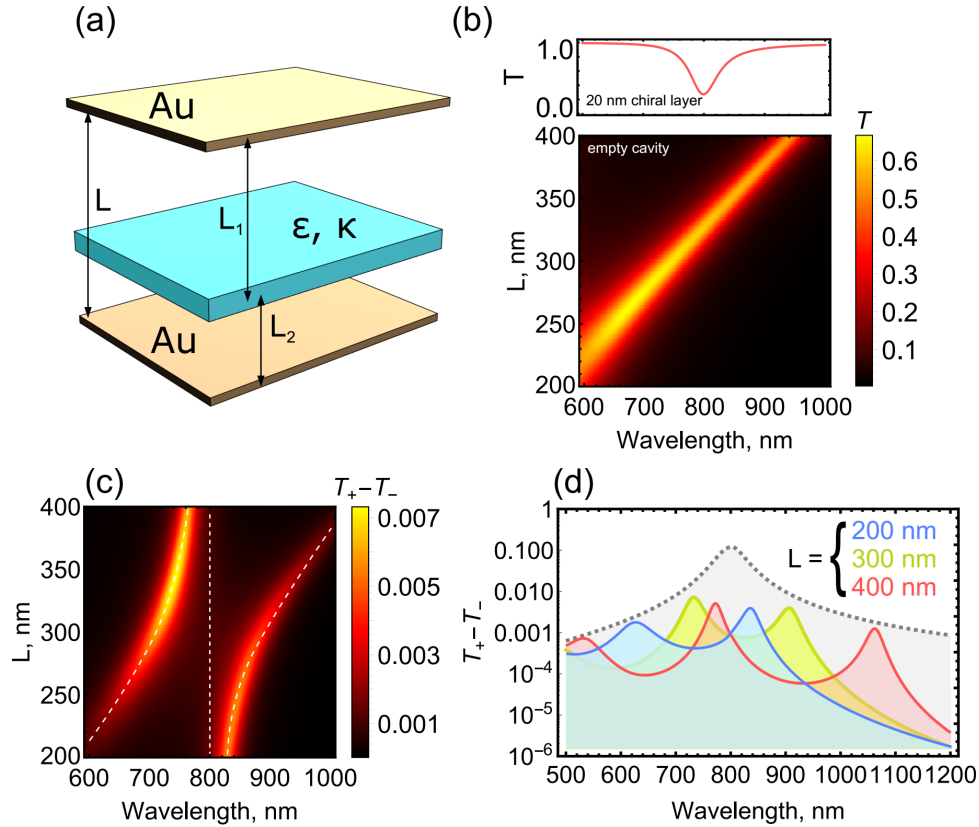 (a)
Au
L
L₁
ε, κ
L₂
Au
(b)
T
1.0
0.0
20 nm chiral layer
400
350
300
250
200
L, nm
empty cavity
600 700 800 900 1000
Wavelength, nm
T
0.6
0.5
0.4
0.3
0.2
0.1
(c)
400
350
300
250
200
L, nm
600 700 800 900 1000
Wavelength, nm
T₊−T₋
0.007
0.005
0.003
0.001
(d)
1
0.100
0.010
0.001
10⁻⁴
10⁻⁵
10⁻⁶
T₊−T₋
L = {
200 nm
300 nm
400 nm
500 600 700 800 900 1000 1100 1200
Wavelength, nm